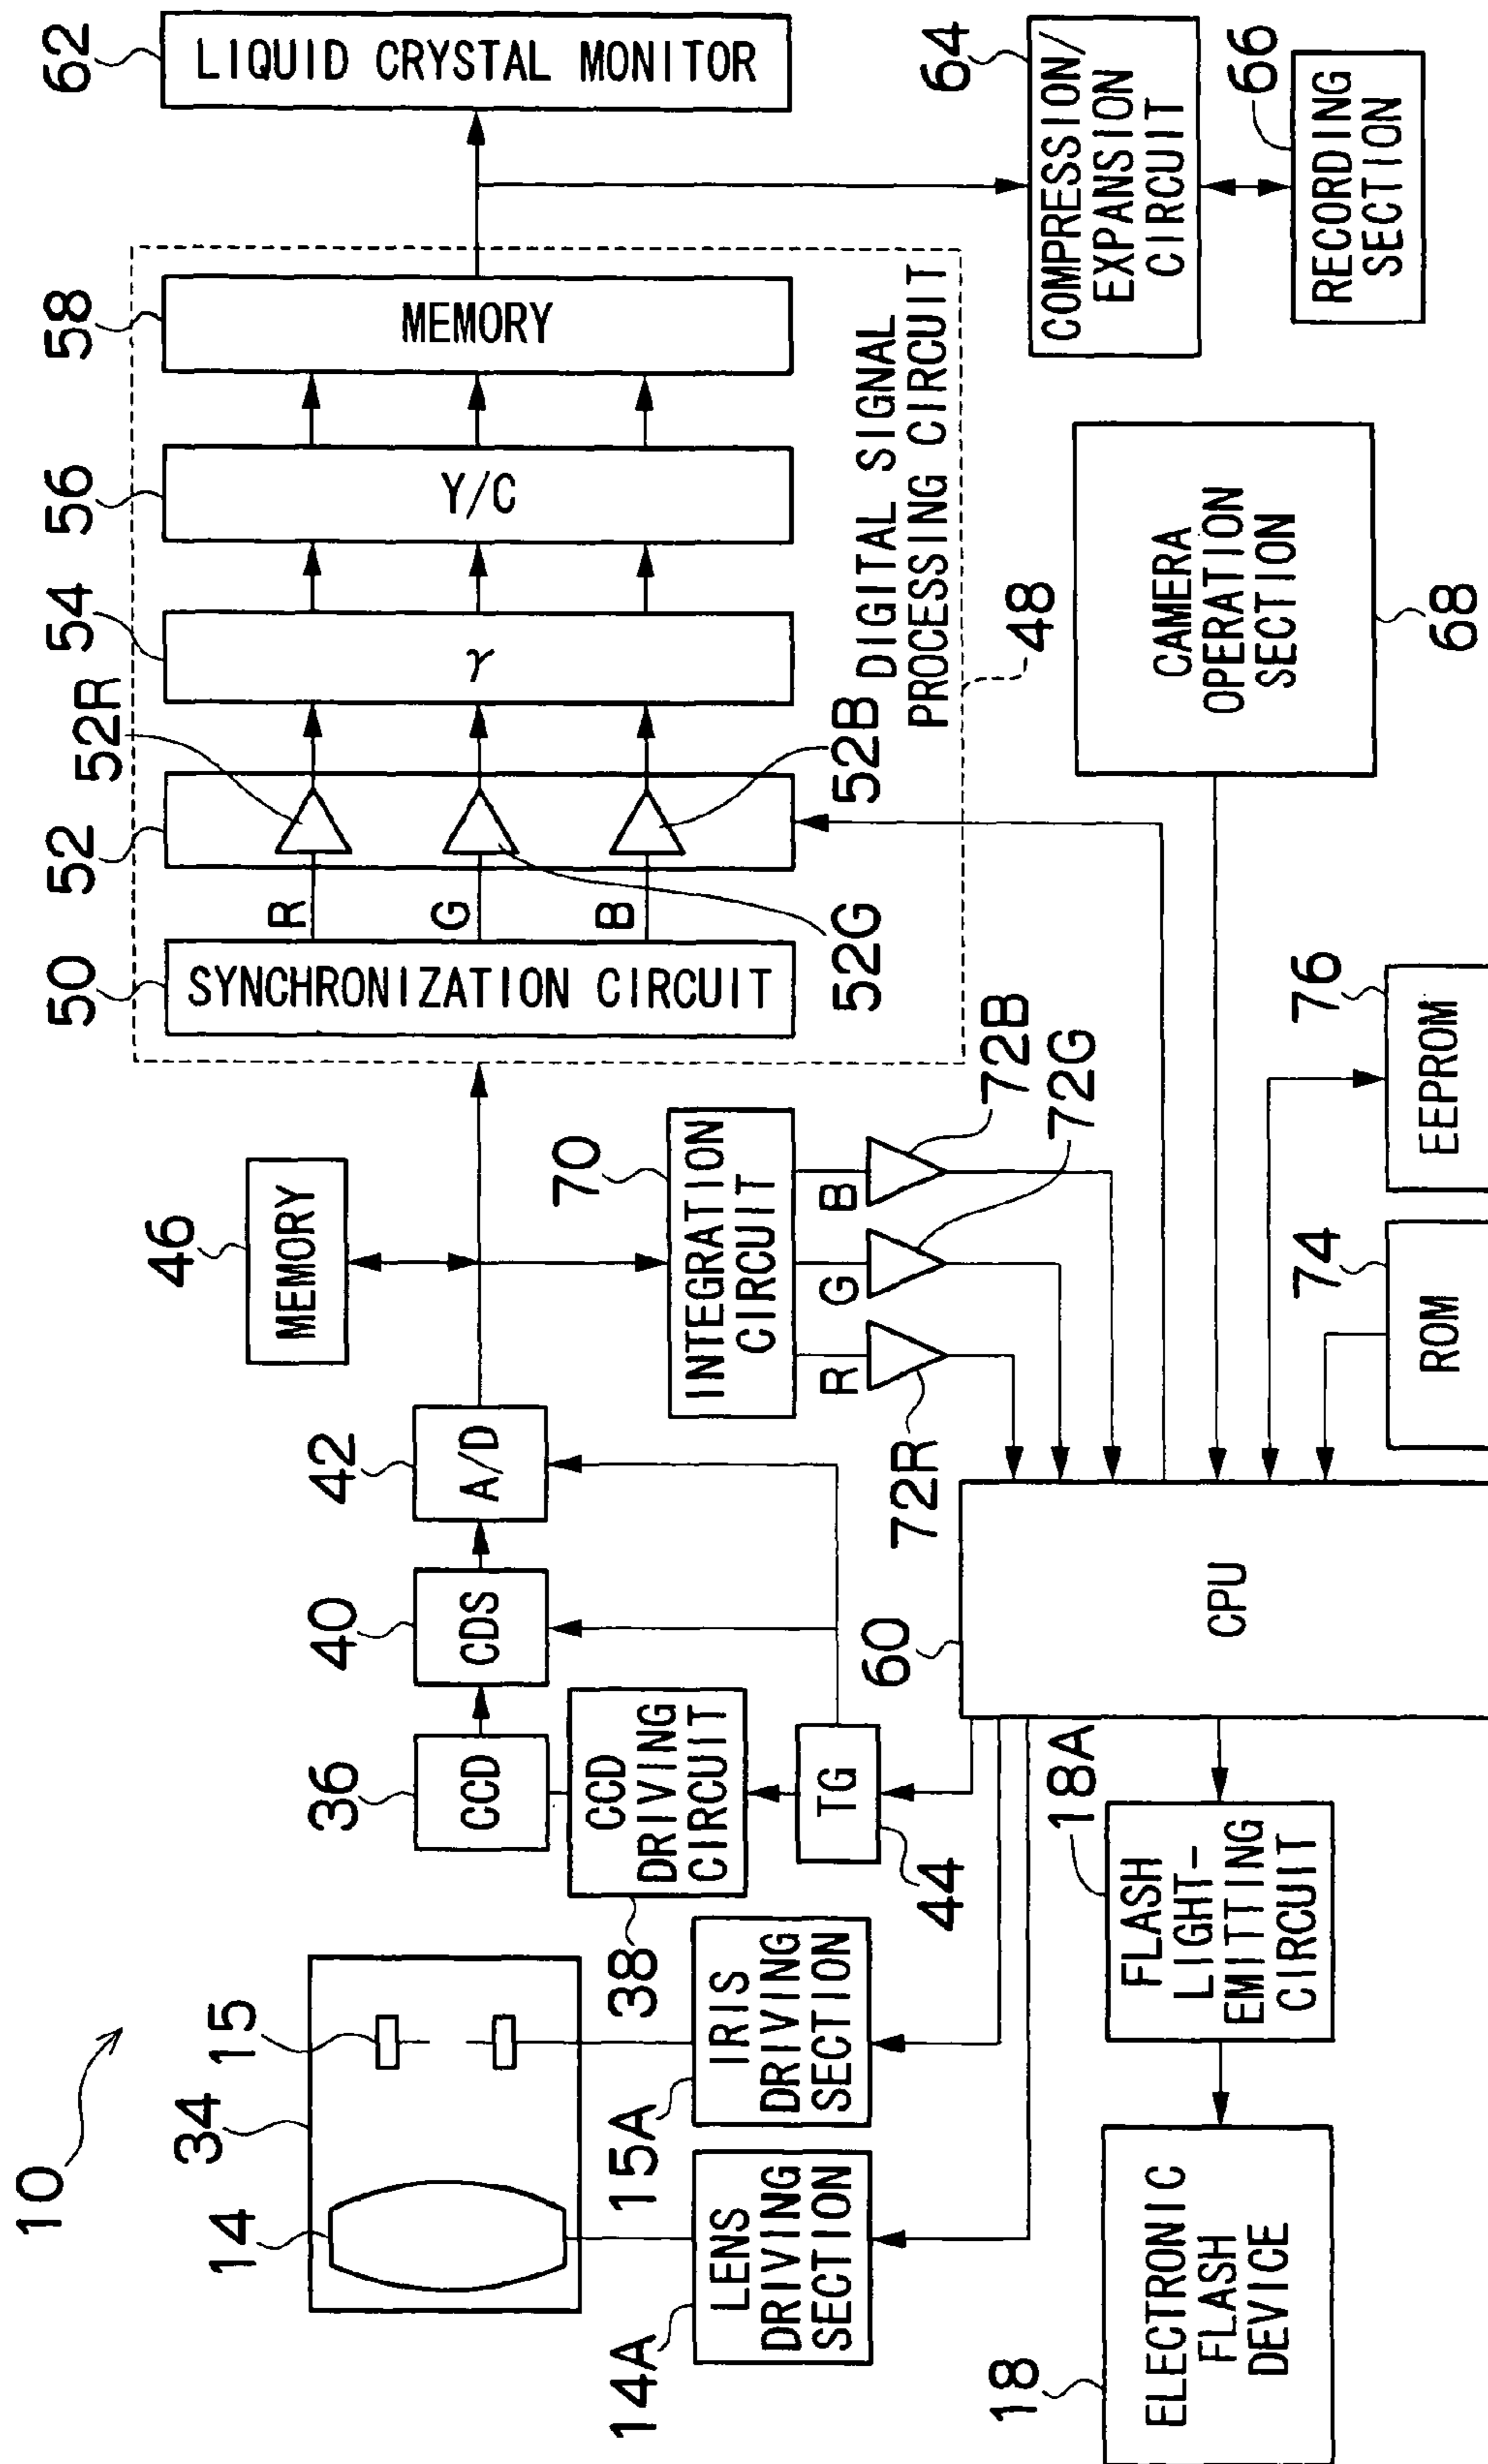 10
34
15
14
14A
LENS
DRIVING
SECTION
15A
IRIS
DRIVING
SECTION
36
CCD
38
CCD
DRIVING
CIRCUIT
44
TG
40
CDS
42
A/D
46
MEMORY
70
INTEGRATION
CIRCUIT
R
G
B
72R
72G
72B
50
SYNCHRONIZATION CIRCUIT
R
G
B
52
52R
52G
52B
54
γ
56
Y/C
58
MEMORY
DIGITAL SIGNAL
PROCESSING CIRCUIT
48
62
LIQUID CRYSTAL MONITOR
64
COMPRESSION/
EXPANSION
CIRCUIT
66
RECORDING
SECTION
18
ELECTRONIC
FLASH
DEVICE
18A
FLASH
LIGHT-
EMITTING
CIRCUIT
60
CPU
74
ROM
76
EEPROM
CAMERA
OPERATION
SECTION
68